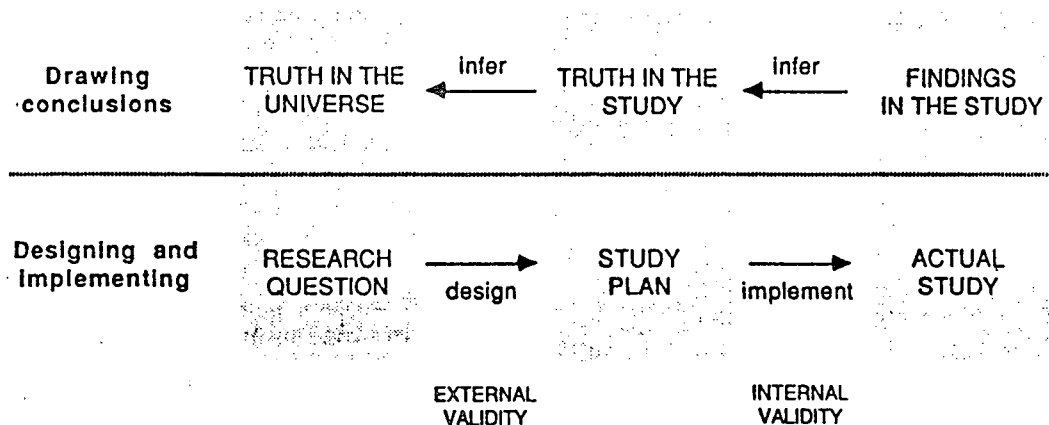 Drawing
conclusions
TRUTH IN THE
UNIVERSE
infer
TRUTH IN THE
STUDY
infer
FINDINGS
IN THE STUDY
Designing and
implementing
RESEARCH
QUESTION
design
STUDY
PLAN
implement
ACTUAL
STUDY
EXTERNAL
VALIDITY
INTERNAL
VALIDITY